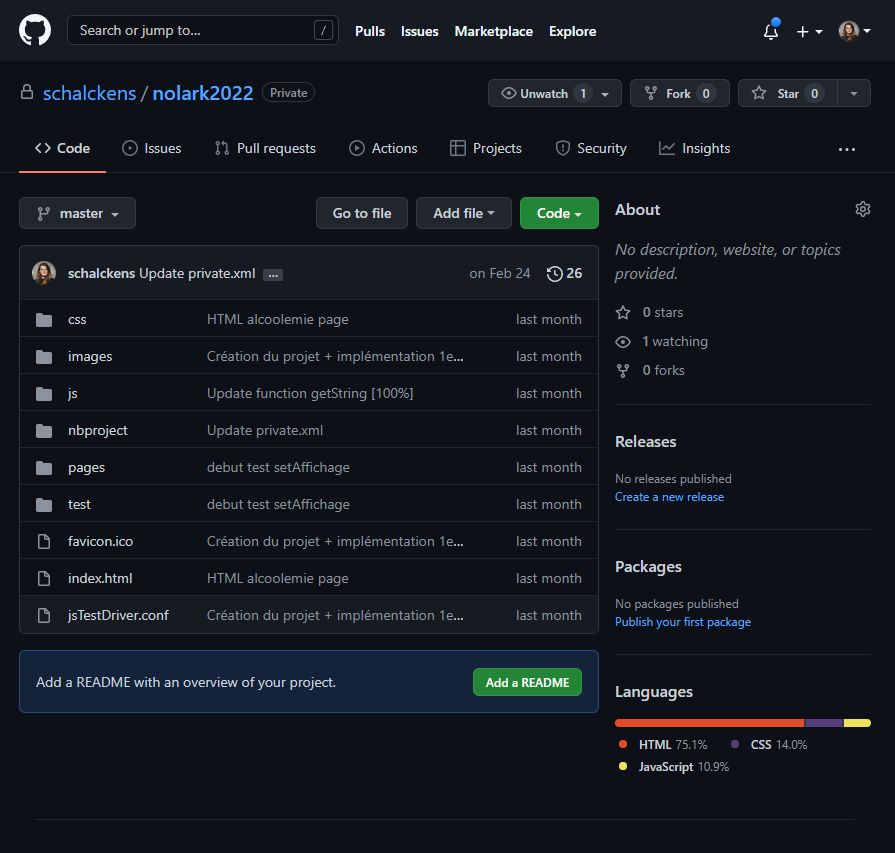 Search or jump to... / Pulls Issues Marketplace Explore
schalckens / nolark2022 Private Unwatch 1 Fork 0 Star 0
Code Issues Pull requests Actions Projects Security Insights ...
master Go to file Add file Code
schalckens Update private.xml ... on Feb 24 26
css HTML alcoolemie page last month
images Création du projet + implémentation 1e... last month
js Update function getString [100%] last month
nbproject Update private.xml last month
pages debut test setAffichage last month
test debut test setAffichage last month
favicon.ico Création du projet + implémentation 1e... last month
index.html HTML alcoolemie page last month
jsTestDriver.conf Création du projet + implémentation 1e... last month
Add a README with an overview of your project. Add a README
About
No description, website, or topics
provided.
0 stars
1 watching
0 forks
Releases
No releases published
Create a new release
Packages
No packages published
Publish your first package
Languages
HTML 75.1% CSS 14.0%
JavaScript 10.9%